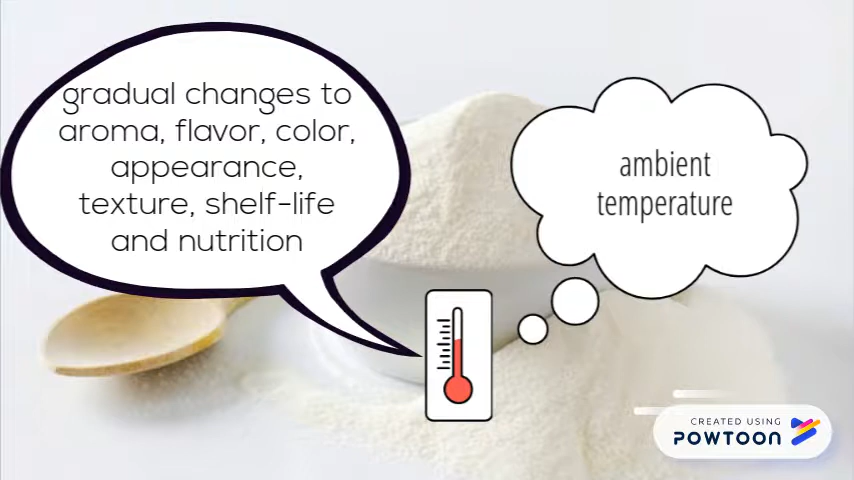 gradual changes to
aroma, flavor, color,
appearance,
texture, shelf-life
and nutrition
ambient
temperature
CREATED USING
POWTOON